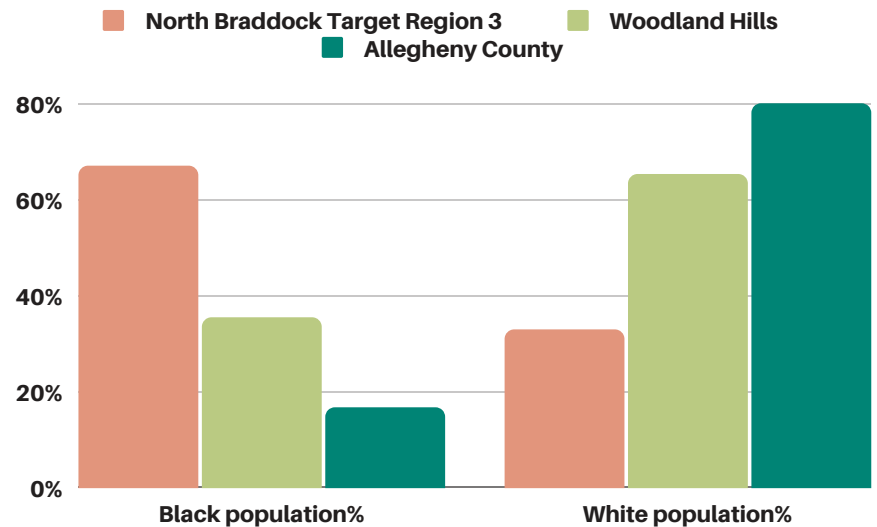 North Braddock Target Region 3 Woodland Hills
Allegheny County
80%
60%
40%
20%
0%
Black population% White population%